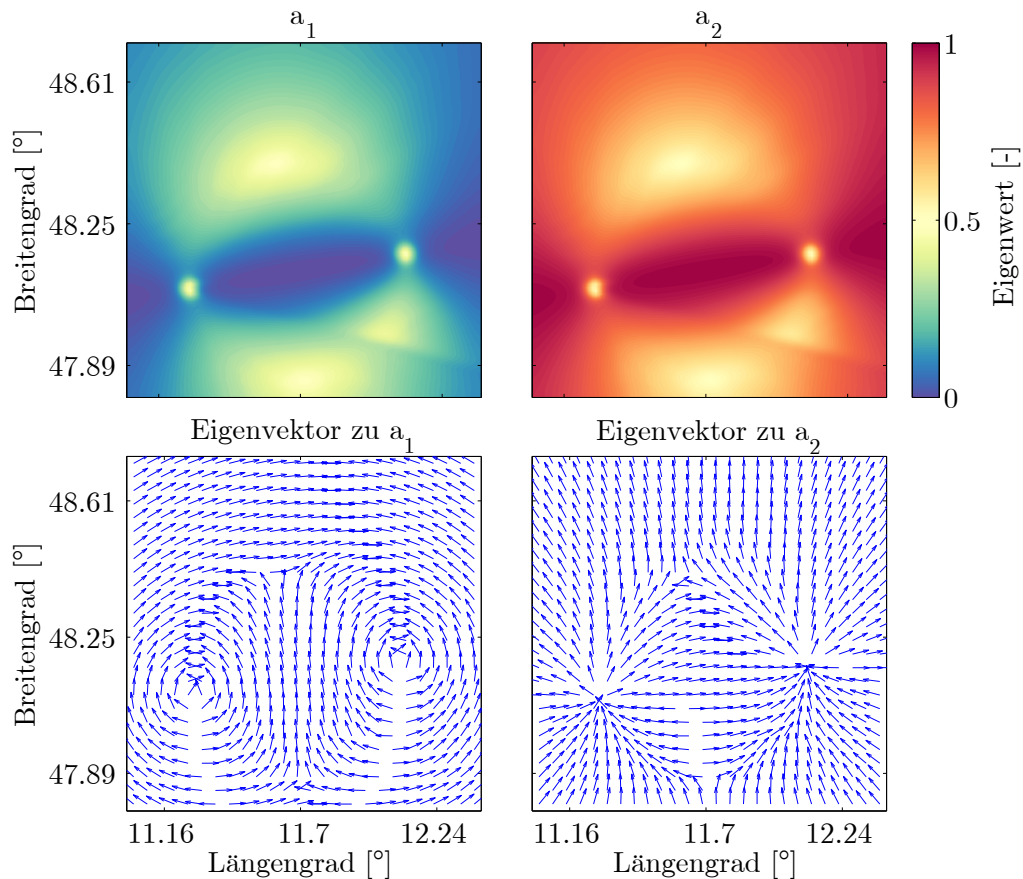 a1
a2
Breitengrad [°]
48.61
48.25
47.89
1
0.5
0
Eigenwert [-]
Eigenvektor zu a1
Eigenvektor zu a2
Breitengrad [°]
48.61
48.25
47.89
11.16
11.7
12.24
11.16
11.7
12.24
Längengrad [°]
Längengrad [°]